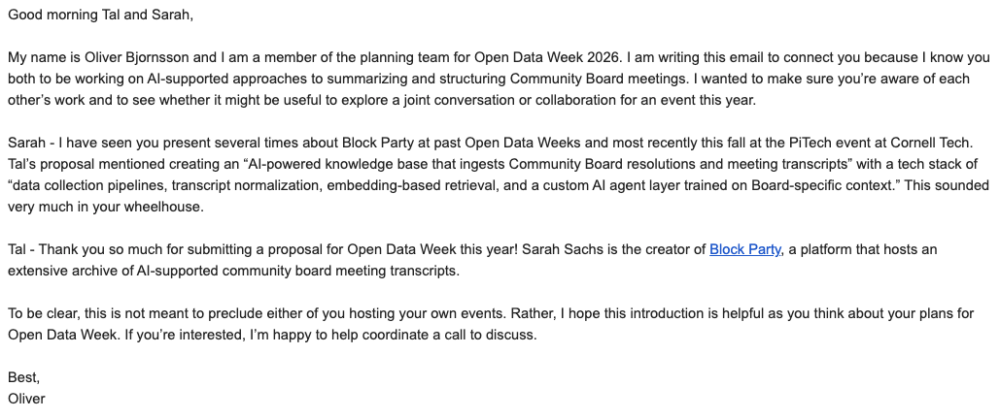 Good morning Tal and Sarah,
My name is Oliver Bjornsson and I am a member of the planning team for Open Data Week 2026. I am writing this email to connect you because I know you
both to be working on AI-supported approaches to summarizing and structuring Community Board meetings. I wanted to make sure you’re aware of each
other’s work and to see whether it might be useful to explore a joint conversation or collaboration for an event this year.
Sarah - I have seen you present several times about Block Party at past Open Data Weeks and most recently this fall at the PiTech event at Cornell Tech.
Tal’s proposal mentioned creating an “AI-powered knowledge base that ingests Community Board resolutions and meeting transcripts” with a tech stack of
“data collection pipelines, transcript normalization, embedding-based retrieval, and a custom AI agent layer trained on Board-specific context.” This sounded
very much in your wheelhouse.
Tal - Thank you so much for submitting a proposal for Open Data Week this year! Sarah Sachs is the creator of Block Party, a platform that hosts an
extensive archive of AI-supported community board meeting transcripts.
To be clear, this is not meant to preclude either of you hosting your own events. Rather, I hope this introduction is helpful as you think about your plans for
Open Data Week. If you’re interested, I’m happy to help coordinate a call to discuss.
Best,
Oliver